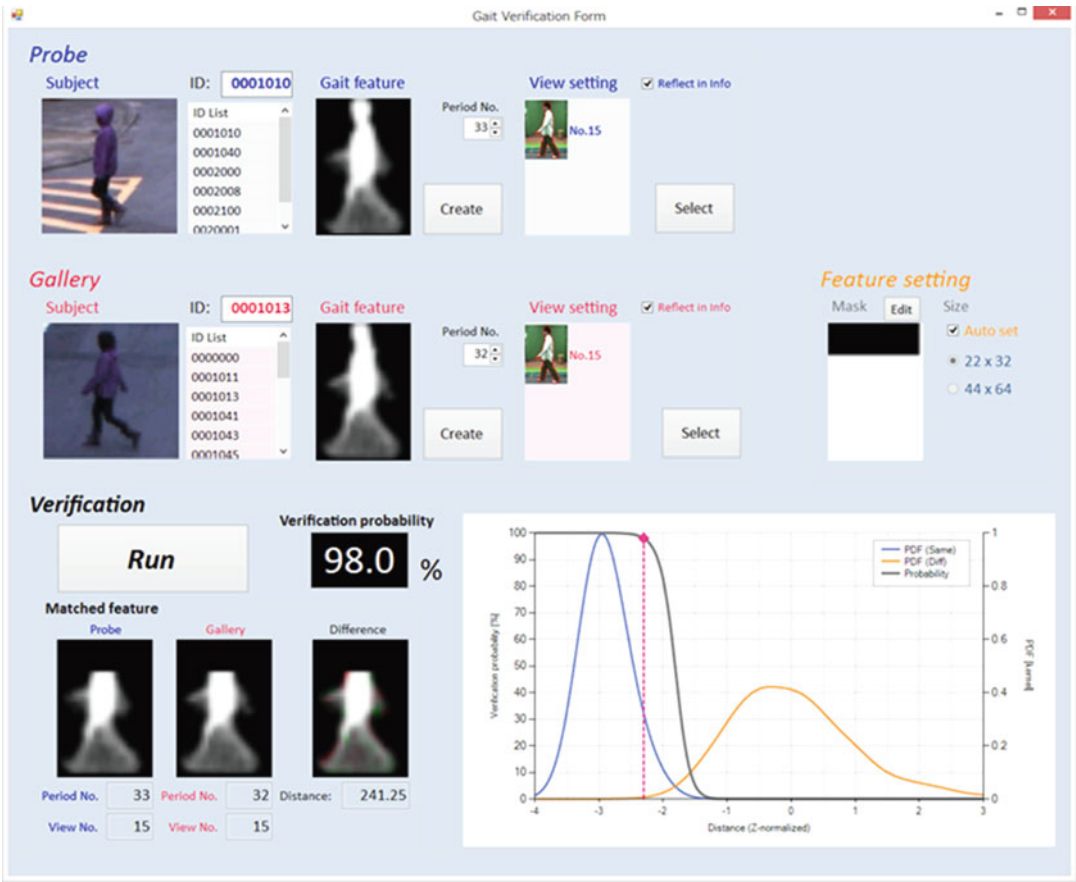 Gait Verification Form
Probe
Subject
ID: 0001010
ID List
0001010
0001040
0002000
0002008
0002100
0020001
Gait feature
Period No.
33
Create
View setting
Reflect in Info
No.15
Select
Gallery
Subject
ID: 0001013
ID List
0000000
0001011
0001013
0001041
0001043
0001045
Gait feature
Period No.
32
Create
View setting
Reflect in Info
No.15
Select
Feature setting
Mask
Edit
Size
Auto set
22 x 32
44 x 64
Verification
Run
Verification probability
98.0 %
Matched feature
Probe
Gallery
Difference
Period No. 33
Period No. 32
Distance: 241.25
View No. 15
View No. 15
Verification probability [%]
100
90
80
70
60
50
40
30
20
10
0
PDF (Same)
PDF (Diff)
Probability
1
0.8
0.6
0.4
0.2
0
-4 -3 -2 -1 0 1 2 3
Distance (Z-normalized)